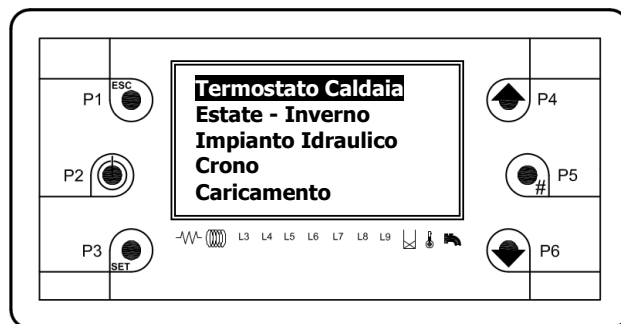 ESC
P1
P2
P3
SET
Termostato Caldaia
Estate - Inverno
Impianto Idraulico
Crono
Caricamento
L3 L4 L5 L6 L7 L8 L9
P4
P5
#
P6